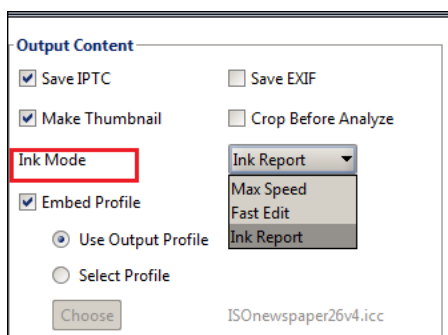 Output Content
Save IPTC Save EXIF
Make Thumbnail Crop Before Analyze
Ink Mode Ink Report
Max Speed
Embed Profile Fast Edit
Use Output Profile Ink Report
Select Profile
Choose ISOnewspaper26v4.icc